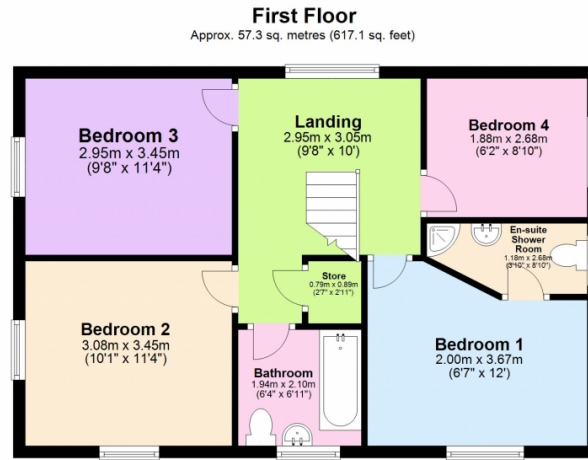 First Floor
Approx. 57.3 sq. metres (617.1 sq. feet)
Bedroom 3
2.95m x 3.45m
(9'8" x 11'4")
Landing
2.95m x 3.05m
(9'8" x 10')
Bedroom 4
1.88m x 2.68m
(6'2" x 8'10")
En-suite
Shower
Room
1.18m x 2.68m
(3'10" x 8'10")
Store
0.79m x 0.89m
(2'7" x 2'11")
Bedroom 2
3.08m x 3.45m
(10'1" x 11'4")
Bathroom
1.94m x 2.10m
(6'4" x 6'11")
Bedroom 1
2.00m x 3.67m
(6'7" x 12')